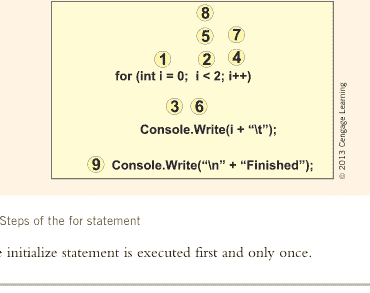 8
5 7
1 2 4
for (int i = 0; i < 2; i++)
3 6
Console.Write(i + “\t”);
9 Console.Write(“\n” + “Finished”);
© 2013 Cengage Learning
Steps of the for statement
initialize statement is executed first and only once.